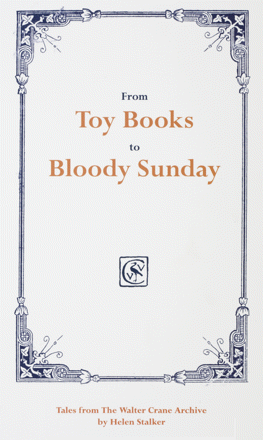 From
Toy Books
to
Bloody Sunday
Tales from The Walter Crane Archive
by Helen Stalker